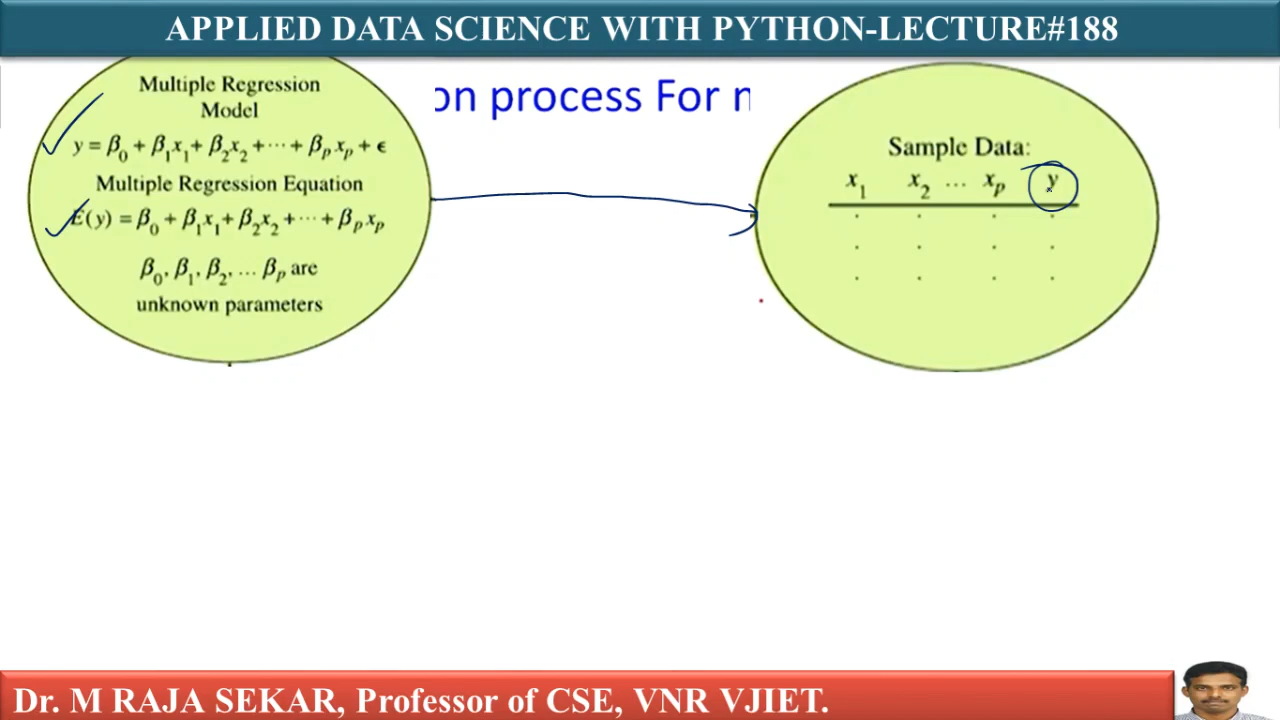 APPLIED DATA SCIENCE WITH PYTHON-LECTURE#188
on process For n
Multiple Regression
Model
y = β₀ + β₁x₁ + β₂x₂ + ⋯ + βₚxₚ + ϵ
Multiple Regression Equation
E(y) = β₀ + β₁x₁ + β₂x₂ + ⋯ + βₚxₚ
β₀, β₁, β₂, … βₚ are
unknown parameters
Sample Data:
x₁ x₂ … xₚ y
Dr. M RAJA SEKAR, Professor of CSE, VNR VJIET.